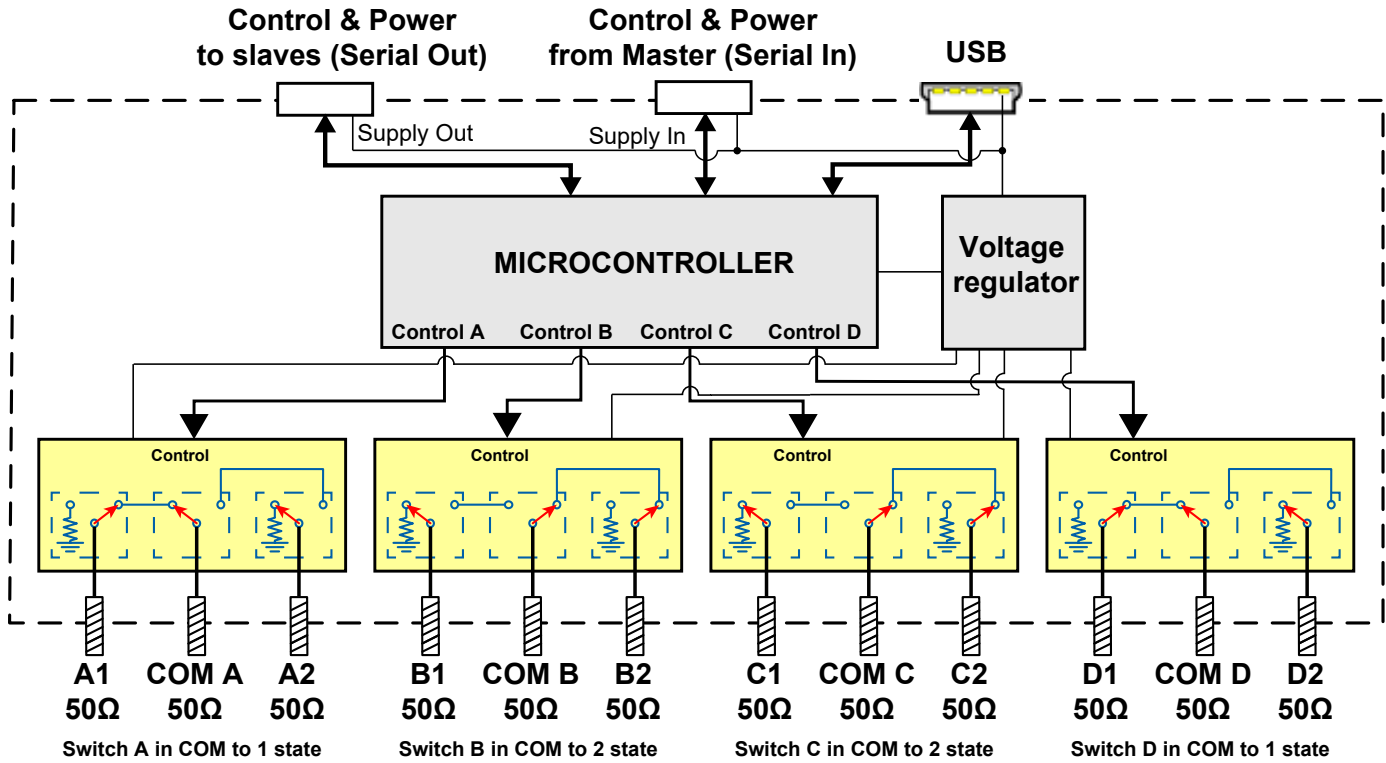 Control & Power
to slaves (Serial Out)
Control & Power
from Master (Serial In)
USB
Supply Out
Supply In
MICROCONTROLLER
Voltage
regulator
Control A
Control B
Control C
Control D
Control
Control
Control
Control
A1
COM A
A2
B1
COM B
B2
C1
COM C
C2
D1
COM D
D2
50Ω
50Ω
50Ω
50Ω
50Ω
50Ω
50Ω
50Ω
50Ω
50Ω
50Ω
50Ω
Switch A in COM to 1 state
Switch B in COM to 2 state
Switch C in COM to 2 state
Switch D in COM to 1 state